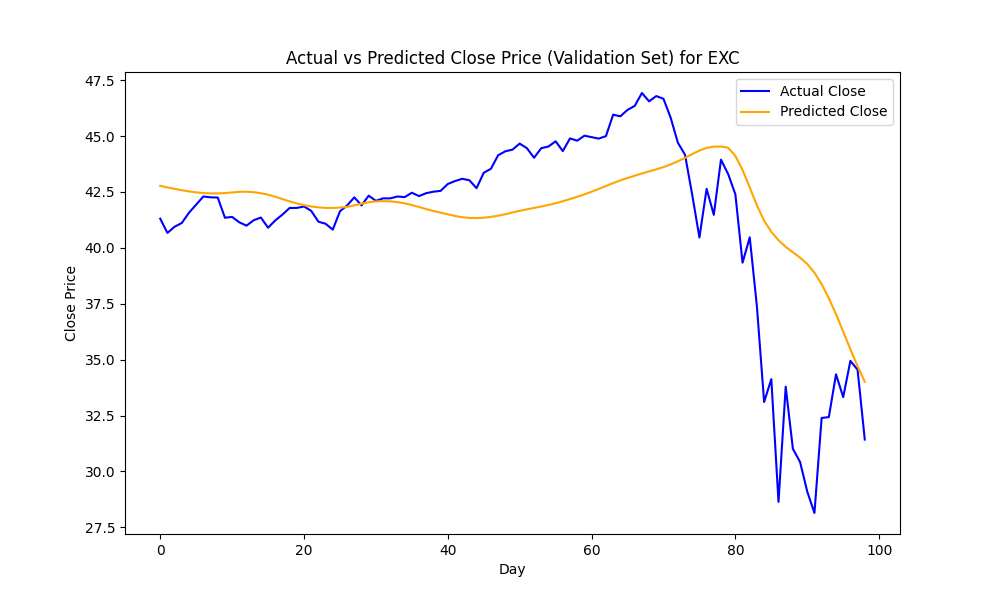 Actual vs Predicted Close Price (Validation Set) for EXC
Actual Close
Predicted Close
47.5
45.0
42.5
40.0
37.5
35.0
32.5
30.0
27.5
Close Price
0 20 40 60 80 100
Day